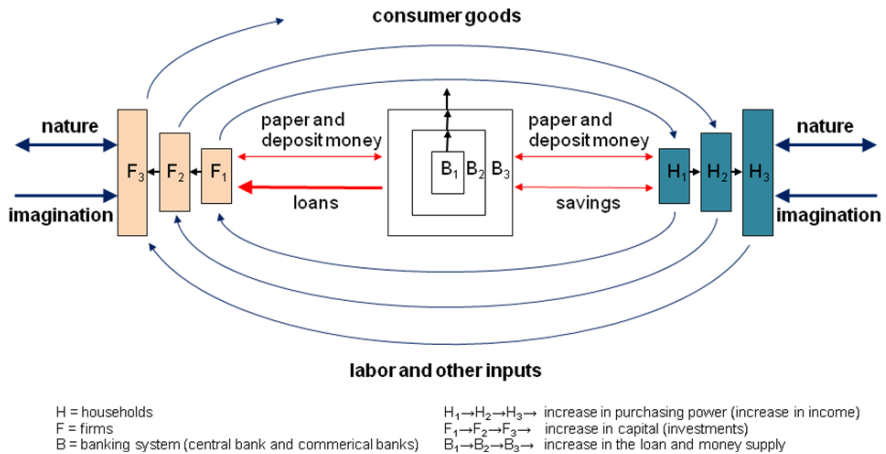 consumer goods
nature
paper and
deposit money
paper and
deposit money
nature
F₃
F₂
F₁
B₁
B₂
B₃
H₁
H₂
H₃
imagination
loans
savings
imagination
labor and other inputs
H = households
F = firms
B = banking system (central bank and commerical banks)
H₁→H₂→H₃→ increase in purchasing power (increase in income)
F₁→F₂→F₃→ increase in capital (investments)
B₁→B₂→B₃→ increase in the loan and money supply